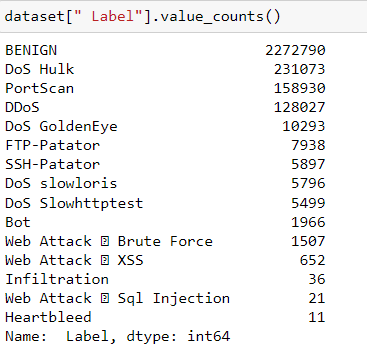 dataset[" Label"].value_counts()
BENIGN 2272790
DoS Hulk 231073
PortScan 158930
DDoS 128027
DoS GoldenEye 10293
FTP-Patator 7938
SSH-Patator 5897
DoS slowloris 5796
DoS Slowhttptest 5499
Bot 1966
Web Attack � Brute Force 1507
Web Attack � XSS 652
Infiltration 36
Web Attack � Sql Injection 21
Heartbleed 11
Name:  Label, dtype: int64